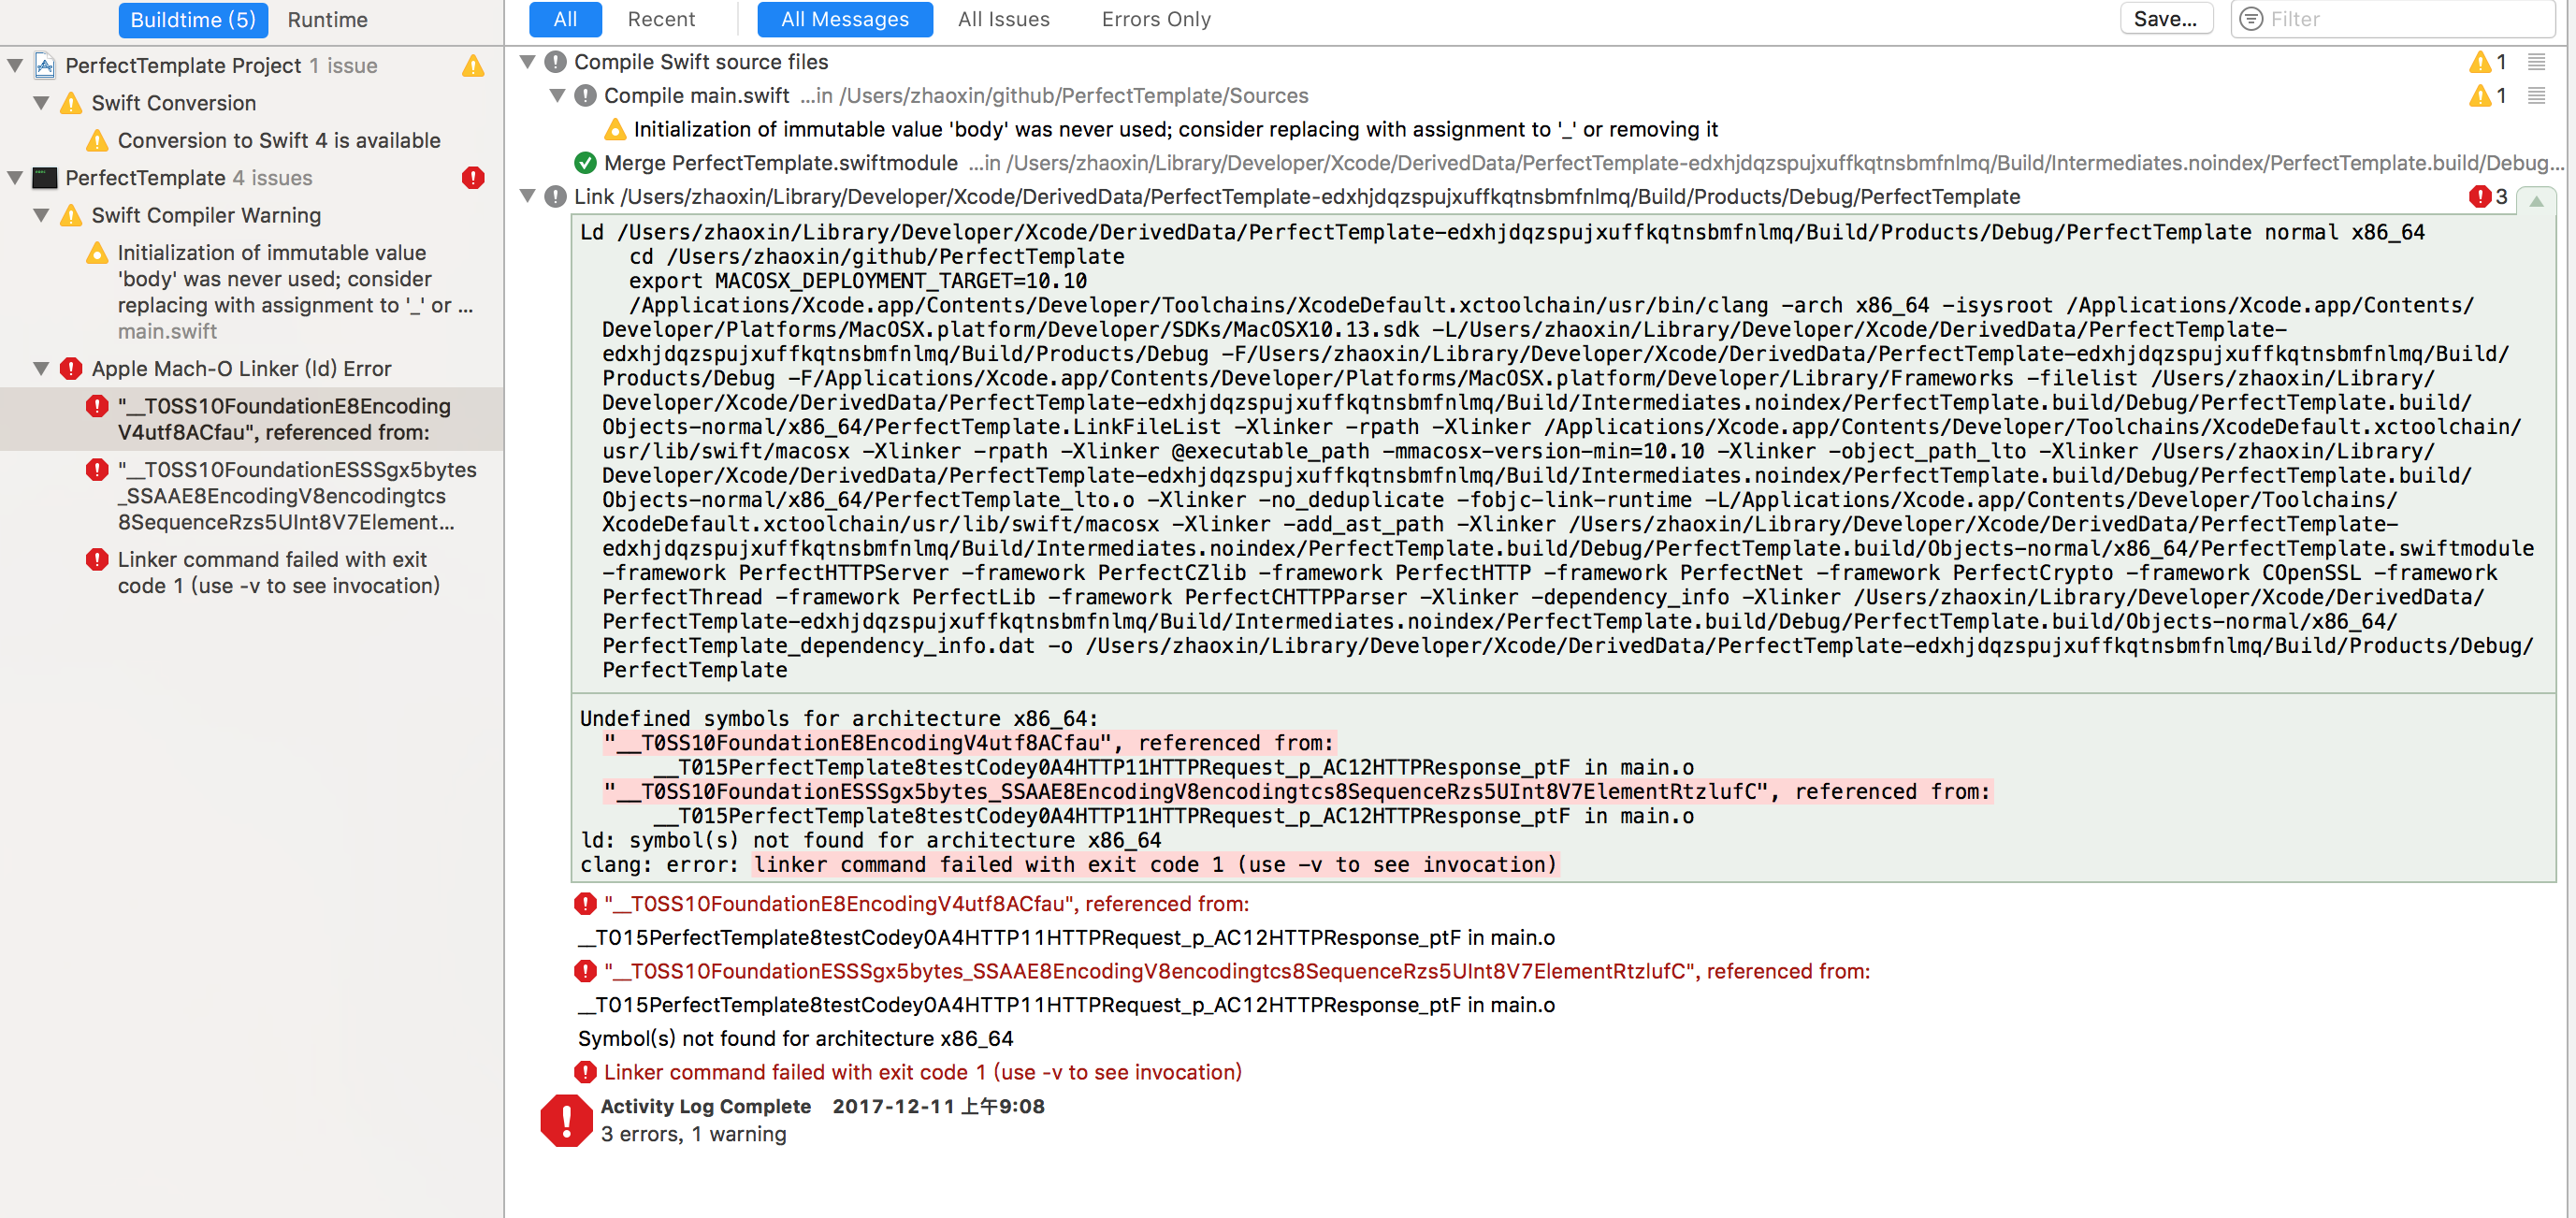 Buildtime (5) Runtime
PerfectTemplate Project 1 issue
Swift Conversion
Conversion to Swift 4 is available
PerfectTemplate 4 issues
Swift Compiler Warning
Initialization of immutable value
'body' was never used; consider
replacing with assignment to '_' or ...
main.swift
Apple Mach-O Linker (ld) Error
"__T0SS10FoundationE8Encoding
V4utf8ACfau", referenced from:
"__T0SS10FoundationESSSgx5bytes
_SSAAE8EncodingV8encodingtcs
8SequenceRzs5UInt8V7Element...
Linker command failed with exit
code 1 (use -v to see invocation)
All Recent All Messages All Issues Errors Only Save... Filter
Compile Swift source files 1
Compile main.swift ...in /Users/zhaoxin/github/PerfectTemplate/Sources 1
Initialization of immutable value 'body' was never used; consider replacing with assignment to '_' or removing it
Merge PerfectTemplate.swiftmodule ...in /Users/zhaoxin/Library/Developer/Xcode/DerivedData/PerfectTemplate-edxhjdqzspujxuffkqtnsbmfnlmq/Build/Intermediates.noindex/PerfectTemplate.build/Debug...
Link /Users/zhaoxin/Library/Developer/Xcode/DerivedData/PerfectTemplate-edxhjdqzspujxuffkqtnsbmfnlmq/Build/Products/Debug/PerfectTemplate 3
Ld /Users/zhaoxin/Library/Developer/Xcode/DerivedData/PerfectTemplate-edxhjdqzspujxuffkqtnsbmfnlmq/Build/Products/Debug/PerfectTemplate normal x86_64
cd /Users/zhaoxin/github/PerfectTemplate
export MACOSX_DEPLOYMENT_TARGET=10.10
/Applications/Xcode.app/Contents/Developer/Toolchains/XcodeDefault.xctoolchain/usr/bin/clang -arch x86_64 -isysroot /Applications/Xcode.app/Contents/
Developer/Platforms/MacOSX.platform/Developer/SDKs/MacOSX10.13.sdk -L/Users/zhaoxin/Library/Developer/Xcode/DerivedData/PerfectTemplate-
edxhjdqzspujxuffkqtnsbmfnlmq/Build/Products/Debug -F/Users/zhaoxin/Library/Developer/Xcode/DerivedData/PerfectTemplate-edxhjdqzspujxuffkqtnsbmfnlmq/Build/
Products/Debug -F/Applications/Xcode.app/Contents/Developer/Platforms/MacOSX.platform/Developer/Library/Frameworks -filelist /Users/zhaoxin/Library/
Developer/Xcode/DerivedData/PerfectTemplate-edxhjdqzspujxuffkqtnsbmfnlmq/Build/Intermediates.noindex/PerfectTemplate.build/Debug/PerfectTemplate.build/
Objects-normal/x86_64/PerfectTemplate.LinkFileList -Xlinker -rpath -Xlinker /Applications/Xcode.app/Contents/Developer/Toolchains/XcodeDefault.xctoolchain/
usr/lib/swift/macosx -Xlinker -rpath -Xlinker @executable_path -mmacosx-version-min=10.10 -Xlinker -object_path_lto -Xlinker /Users/zhaoxin/Library/
Developer/Xcode/DerivedData/PerfectTemplate-edxhjdqzspujxuffkqtnsbmfnlmq/Build/Intermediates.noindex/PerfectTemplate.build/Debug/PerfectTemplate.build/
Objects-normal/x86_64/PerfectTemplate_lto.o -Xlinker -no_deduplicate -fobjc-link-runtime -L/Applications/Xcode.app/Contents/Developer/Toolchains/
XcodeDefault.xctoolchain/usr/lib/swift/macosx -Xlinker -add_ast_path -Xlinker /Users/zhaoxin/Library/Developer/Xcode/DerivedData/PerfectTemplate-
edxhjdqzspujxuffkqtnsbmfnlmq/Build/Intermediates.noindex/PerfectTemplate.build/Debug/PerfectTemplate.build/Objects-normal/x86_64/PerfectTemplate.swiftmodule
-framework PerfectHTTPServer -framework PerfectCZlib -framework PerfectHTTP -framework PerfectNet -framework PerfectCrypto -framework COpenSSL -framework
PerfectThread -framework PerfectLib -framework PerfectCHTTPParser -Xlinker -dependency_info -Xlinker /Users/zhaoxin/Library/Developer/Xcode/DerivedData/
PerfectTemplate-edxhjdqzspujxuffkqtnsbmfnlmq/Build/Intermediates.noindex/PerfectTemplate.build/Debug/PerfectTemplate.build/Objects-normal/x86_64/
PerfectTemplate_dependency_info.dat -o /Users/zhaoxin/Library/Developer/Xcode/DerivedData/PerfectTemplate-edxhjdqzspujxuffkqtnsbmfnlmq/Build/Products/Debug/
PerfectTemplate
Undefined symbols for architecture x86_64:
"__T0SS10FoundationE8EncodingV4utf8ACfau", referenced from:
__T015PerfectTemplate8testCodey0A4HTTP11HTTPRequest_p_AC12HTTPResponse_ptF in main.o
"__T0SS10FoundationESSSgx5bytes_SSAAE8EncodingV8encodingtcs8SequenceRzs5UInt8V7ElementRtzlufC", referenced from:
__T015PerfectTemplate8testCodey0A4HTTP11HTTPRequest_p_AC12HTTPResponse_ptF in main.o
ld: symbol(s) not found for architecture x86_64
clang: error: linker command failed with exit code 1 (use -v to see invocation)
"__T0SS10FoundationE8EncodingV4utf8ACfau", referenced from:
__T015PerfectTemplate8testCodey0A4HTTP11HTTPRequest_p_AC12HTTPResponse_ptF in main.o
"__T0SS10FoundationESSSgx5bytes_SSAAE8EncodingV8encodingtcs8SequenceRzs5UInt8V7ElementRtzlufC", referenced from:
__T015PerfectTemplate8testCodey0A4HTTP11HTTPRequest_p_AC12HTTPResponse_ptF in main.o
Symbol(s) not found for architecture x86_64
Linker command failed with exit code 1 (use -v to see invocation)
Activity Log Complete 2017-12-11 上午9:08
3 errors, 1 warning